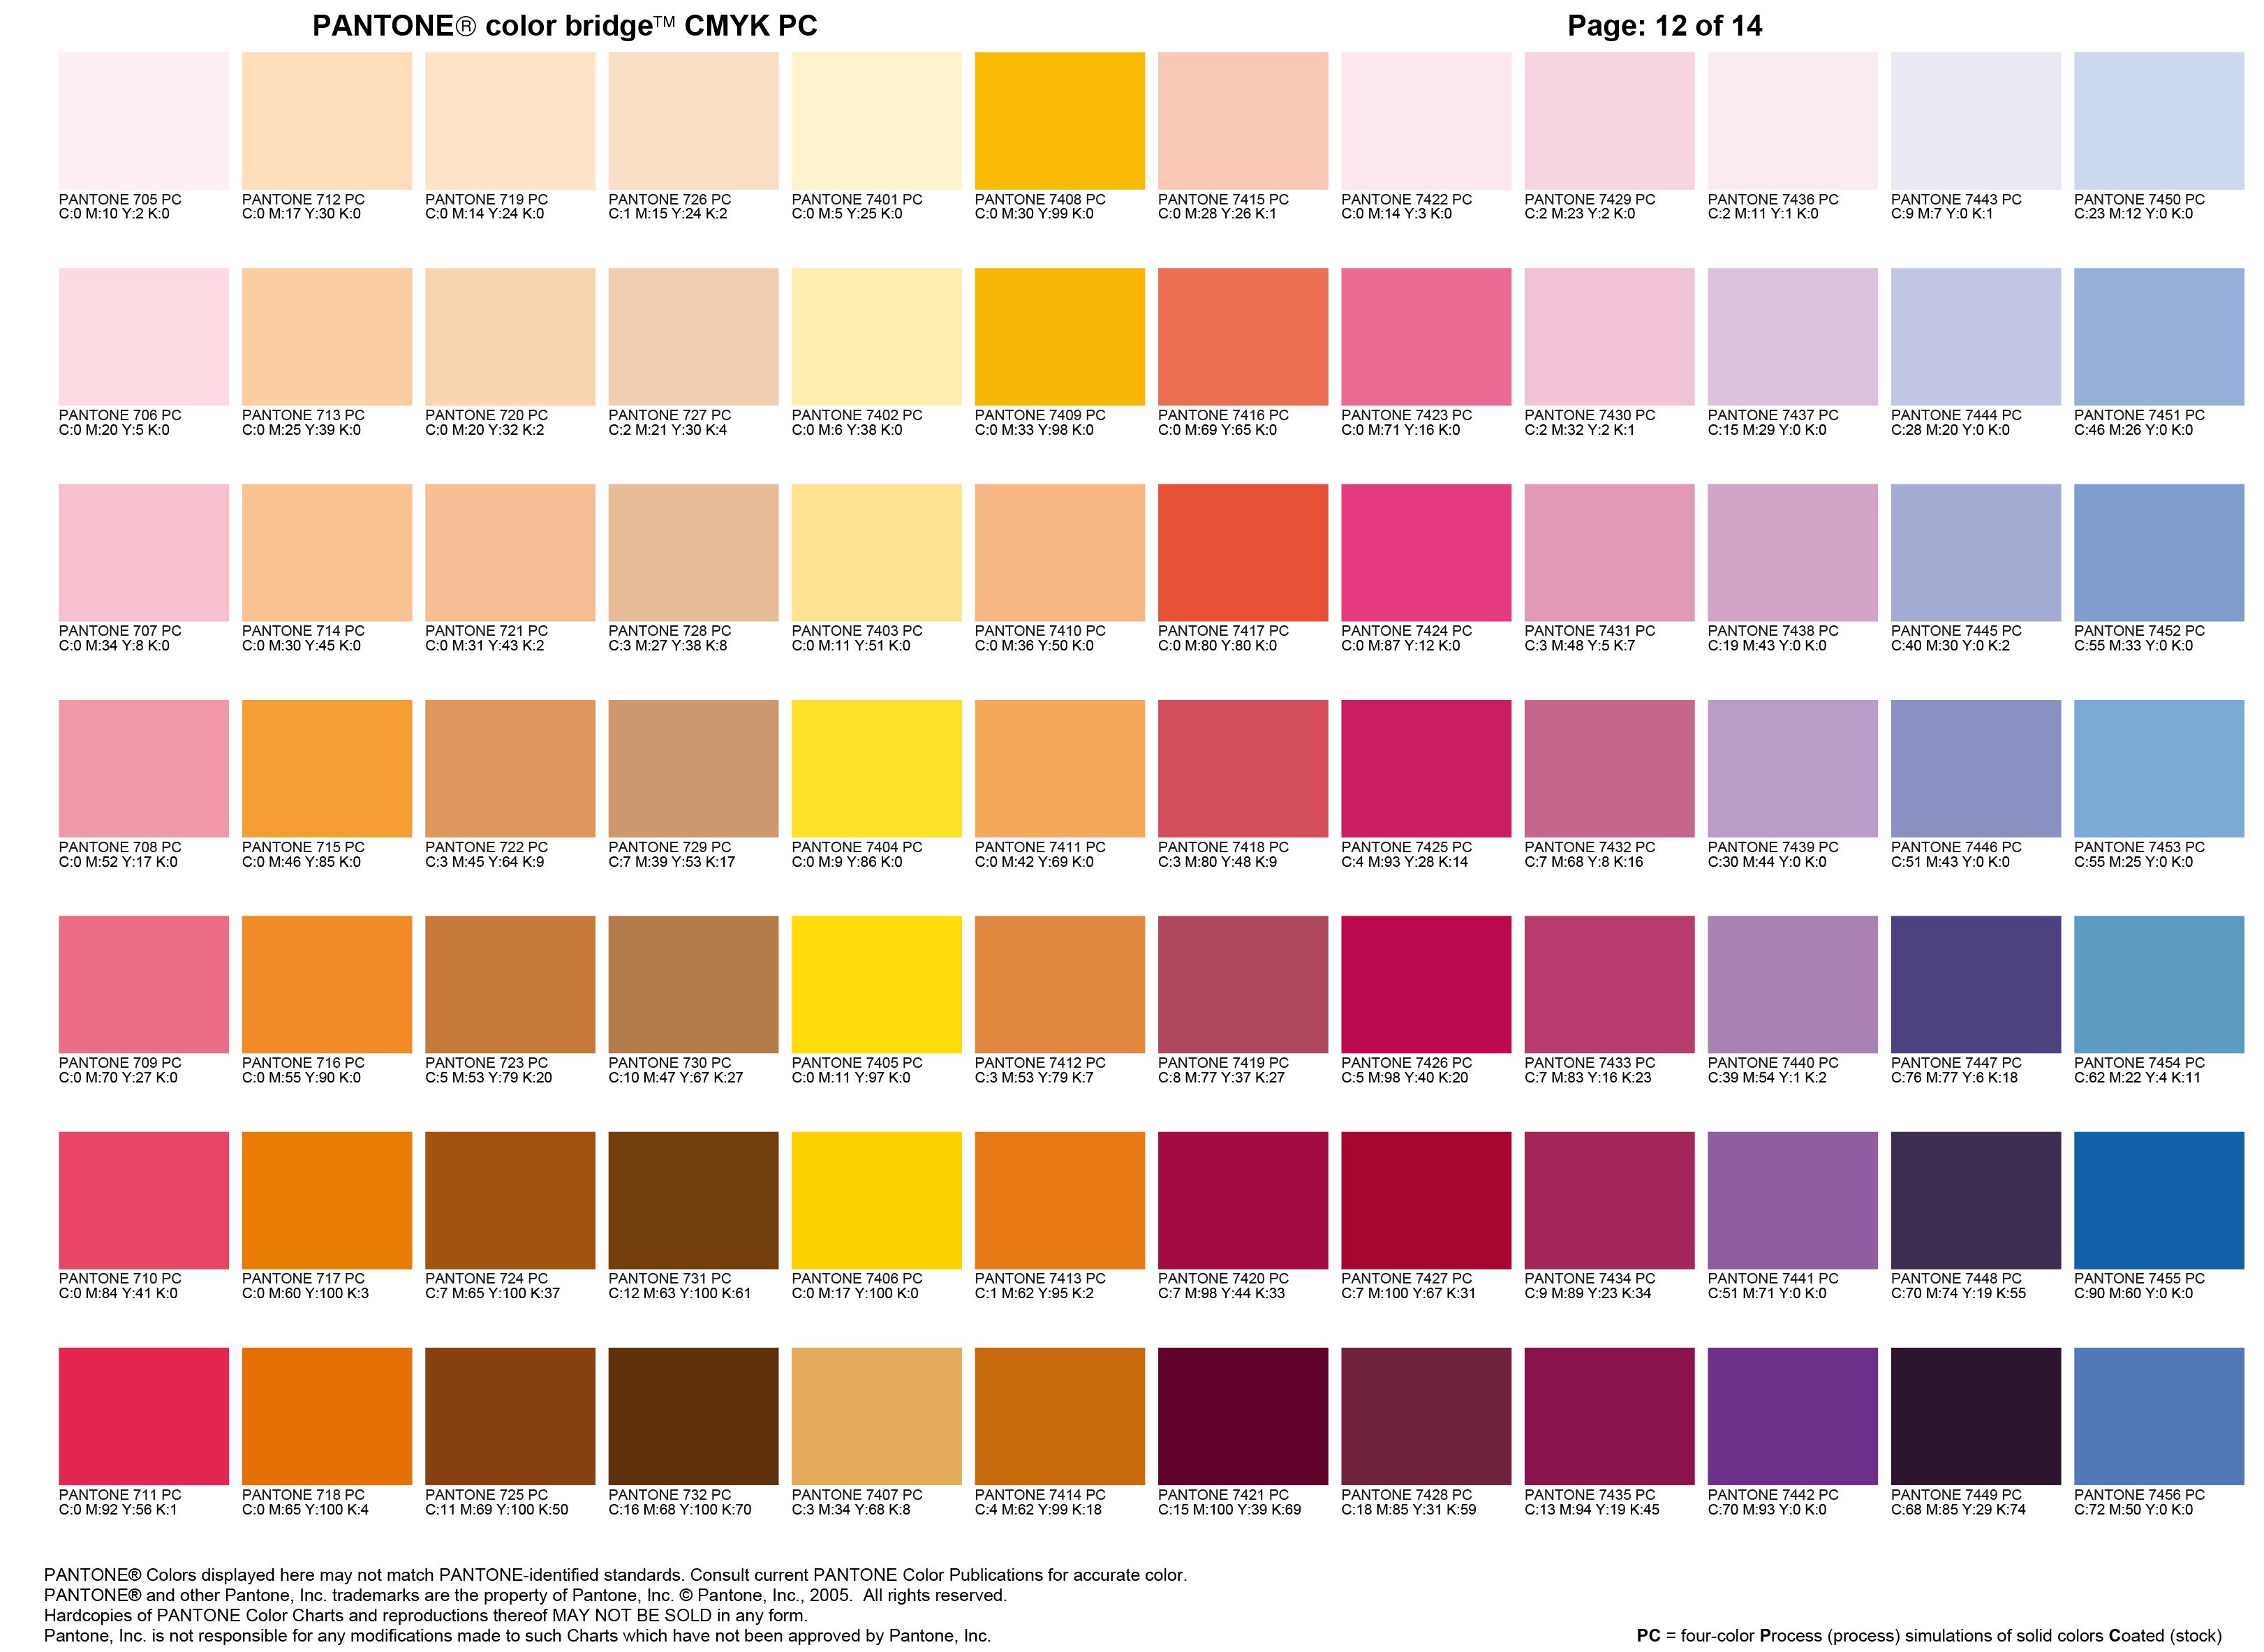 PANTONE® color bridge™ CMYK PC
Page: 12 of 14
PANTONE 705 PC
C:0 M:10 Y:2 K:0
PANTONE 712 PC
C:0 M:17 Y:30 K:0
PANTONE 719 PC
C:0 M:14 Y:24 K:0
PANTONE 726 PC
C:1 M:15 Y:24 K:2
PANTONE 7401 PC
C:0 M:5 Y:25 K:0
PANTONE 7408 PC
C:0 M:30 Y:99 K:0
PANTONE 7415 PC
C:0 M:28 Y:26 K:1
PANTONE 7422 PC
C:0 M:14 Y:3 K:0
PANTONE 7429 PC
C:2 M:23 Y:2 K:0
PANTONE 7436 PC
C:2 M:11 Y:1 K:0
PANTONE 7443 PC
C:9 M:7 Y:0 K:1
PANTONE 7450 PC
C:23 M:12 Y:0 K:0
PANTONE 706 PC
C:0 M:20 Y:5 K:0
PANTONE 713 PC
C:0 M:25 Y:39 K:0
PANTONE 720 PC
C:0 M:20 Y:32 K:2
PANTONE 727 PC
C:2 M:21 Y:30 K:4
PANTONE 7402 PC
C:0 M:6 Y:38 K:0
PANTONE 7409 PC
C:0 M:33 Y:98 K:0
PANTONE 7416 PC
C:0 M:69 Y:65 K:0
PANTONE 7423 PC
C:0 M:71 Y:16 K:0
PANTONE 7430 PC
C:2 M:32 Y:2 K:1
PANTONE 7437 PC
C:15 M:29 Y:0 K:0
PANTONE 7444 PC
C:28 M:20 Y:0 K:0
PANTONE 7451 PC
C:46 M:26 Y:0 K:0
PANTONE 707 PC
C:0 M:34 Y:8 K:0
PANTONE 714 PC
C:0 M:30 Y:45 K:0
PANTONE 721 PC
C:0 M:31 Y:43 K:2
PANTONE 728 PC
C:3 M:27 Y:38 K:8
PANTONE 7403 PC
C:0 M:11 Y:51 K:0
PANTONE 7410 PC
C:0 M:36 Y:50 K:0
PANTONE 7417 PC
C:0 M:80 Y:80 K:0
PANTONE 7424 PC
C:0 M:87 Y:12 K:0
PANTONE 7431 PC
C:3 M:48 Y:5 K:7
PANTONE 7438 PC
C:19 M:43 Y:0 K:0
PANTONE 7445 PC
C:40 M:30 Y:0 K:2
PANTONE 7452 PC
C:55 M:33 Y:0 K:0
PANTONE 708 PC
C:0 M:52 Y:17 K:0
PANTONE 715 PC
C:0 M:46 Y:85 K:0
PANTONE 722 PC
C:3 M:45 Y:64 K:9
PANTONE 729 PC
C:7 M:39 Y:53 K:17
PANTONE 7404 PC
C:0 M:9 Y:86 K:0
PANTONE 7411 PC
C:0 M:42 Y:69 K:0
PANTONE 7418 PC
C:3 M:80 Y:48 K:9
PANTONE 7425 PC
C:4 M:93 Y:28 K:14
PANTONE 7432 PC
C:7 M:68 Y:8 K:16
PANTONE 7439 PC
C:30 M:44 Y:0 K:0
PANTONE 7446 PC
C:51 M:43 Y:0 K:0
PANTONE 7453 PC
C:55 M:25 Y:0 K:0
PANTONE 709 PC
C:0 M:70 Y:27 K:0
PANTONE 716 PC
C:0 M:55 Y:90 K:0
PANTONE 723 PC
C:5 M:53 Y:79 K:20
PANTONE 730 PC
C:10 M:47 Y:67 K:27
PANTONE 7405 PC
C:0 M:11 Y:97 K:0
PANTONE 7412 PC
C:3 M:53 Y:79 K:7
PANTONE 7419 PC
C:8 M:77 Y:37 K:27
PANTONE 7426 PC
C:5 M:98 Y:40 K:20
PANTONE 7433 PC
C:7 M:83 Y:16 K:23
PANTONE 7440 PC
C:39 M:54 Y:1 K:2
PANTONE 7447 PC
C:76 M:77 Y:6 K:18
PANTONE 7454 PC
C:62 M:22 Y:4 K:11
PANTONE 710 PC
C:0 M:84 Y:41 K:0
PANTONE 717 PC
C:0 M:60 Y:100 K:3
PANTONE 724 PC
C:7 M:65 Y:100 K:37
PANTONE 731 PC
C:12 M:63 Y:100 K:61
PANTONE 7406 PC
C:0 M:17 Y:100 K:0
PANTONE 7413 PC
C:1 M:62 Y:95 K:2
PANTONE 7420 PC
C:7 M:98 Y:44 K:33
PANTONE 7427 PC
C:7 M:100 Y:67 K:31
PANTONE 7434 PC
C:9 M:89 Y:23 K:34
PANTONE 7441 PC
C:51 M:71 Y:0 K:0
PANTONE 7448 PC
C:70 M:74 Y:19 K:55
PANTONE 7455 PC
C:90 M:60 Y:0 K:0
PANTONE 711 PC
C:0 M:92 Y:56 K:1
PANTONE 718 PC
C:0 M:65 Y:100 K:4
PANTONE 725 PC
C:11 M:69 Y:100 K:50
PANTONE 732 PC
C:16 M:68 Y:100 K:70
PANTONE 7407 PC
C:3 M:34 Y:68 K:8
PANTONE 7414 PC
C:4 M:62 Y:99 K:18
PANTONE 7421 PC
C:15 M:100 Y:39 K:69
PANTONE 7428 PC
C:18 M:85 Y:31 K:59
PANTONE 7435 PC
C:13 M:94 Y:19 K:45
PANTONE 7442 PC
C:70 M:93 Y:0 K:0
PANTONE 7449 PC
C:68 M:85 Y:29 K:74
PANTONE 7456 PC
C:72 M:50 Y:0 K:0
PANTONE® Colors displayed here may not match PANTONE-identified standards. Consult current PANTONE Color Publications for accurate color.
PANTONE® and other Pantone, Inc. trademarks are the property of Pantone, Inc. © Pantone, Inc., 2005. All rights reserved.
Hardcopies of PANTONE Color Charts and reproductions thereof MAY NOT BE SOLD in any form.
Pantone, Inc. is not responsible for any modifications made to such Charts which have not been approved by Pantone, Inc.
PC = four-color Process (process) simulations of solid colors Coated (stock)